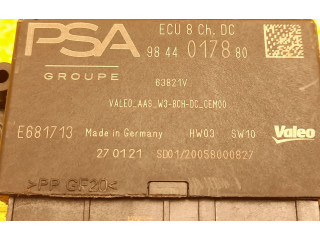 PSA
GROUPE
ECU 8 Ch. DC
98 44 0178 80
63821V
VALEO_AAS_W3-8CH-DC_GEM00
E681713 Made in Germany HW03 SW10 Valeo
270121 SD01/20058000827
>PP GF20<